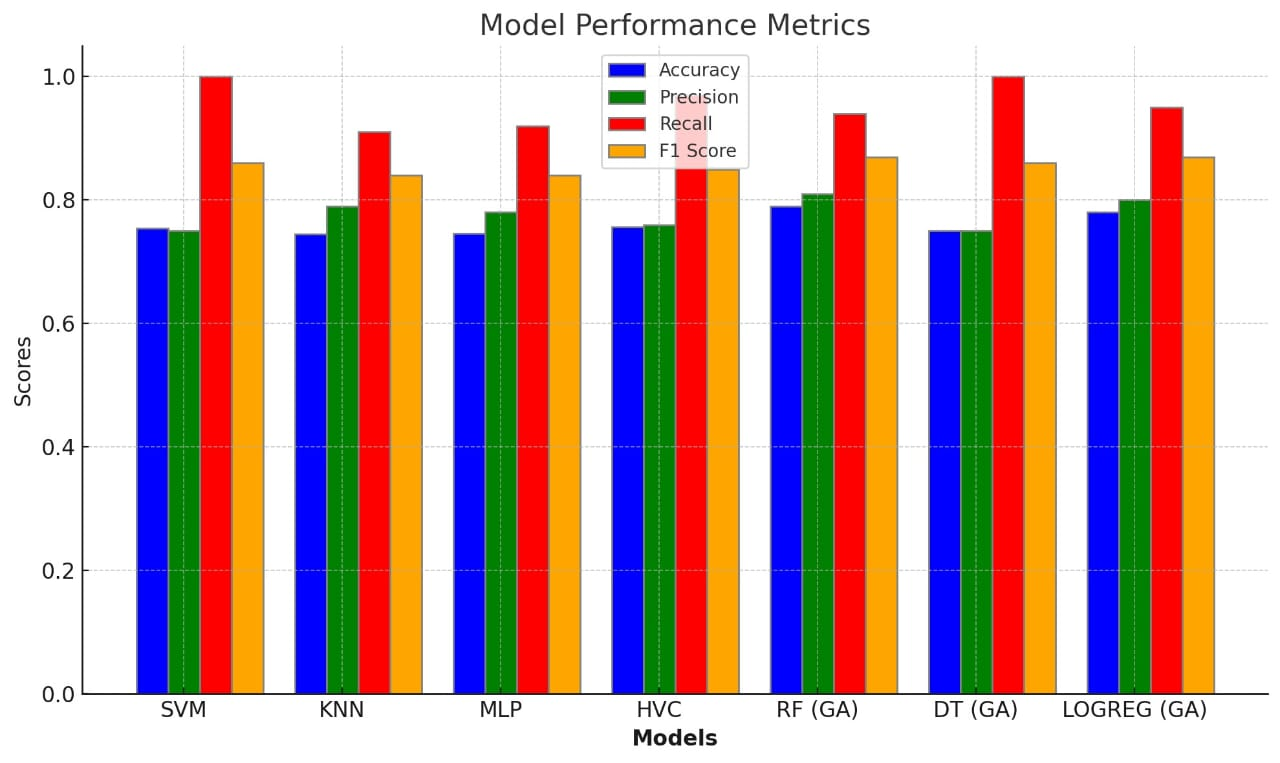 Model Performance Metrics
Accuracy
Precision
Recall
F1 Score
1.0
0.8
0.6
0.4
0.2
0.0
Scores
SVM
KNN
MLP
HVC
RF (GA)
DT (GA)
LOGREG (GA)
Models